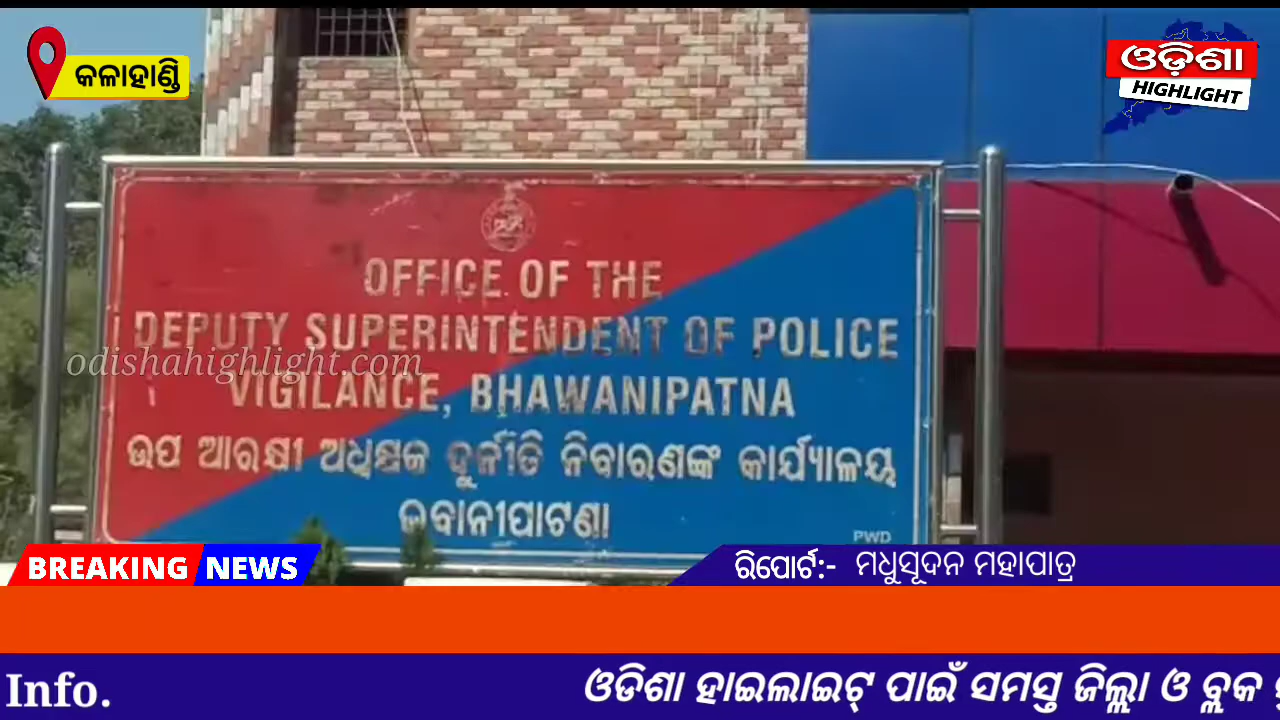 କଳାହାଣ୍ଡି
ଓଡ଼ିଶା
HIGHLIGHT
OFFICE OF THE
DEPUTY SUPERINTENDENT OF POLICE
odishahighlight.com
VIGILANCE, BHAWANIPATNA
ଉପ ଆରକ୍ଷୀ ଅଧିକ୍ଷକ ଦୁର୍ନୀତି ନିବାରଣଙ୍କ କାର୍ଯ୍ୟାଳୟ
ଭବାନୀପାଟଣା
PWD
BREAKING NEWS
ରିପୋର୍ଟ:- ମଧୁସୂଦନ ମହାପାତ୍ର
Info. ଓଡିଶା ହାଇଲାଇଟ୍ ପାଇଁ ସମସ୍ତ ଜିଲ୍ଲା ଓ ବ୍ଲକ